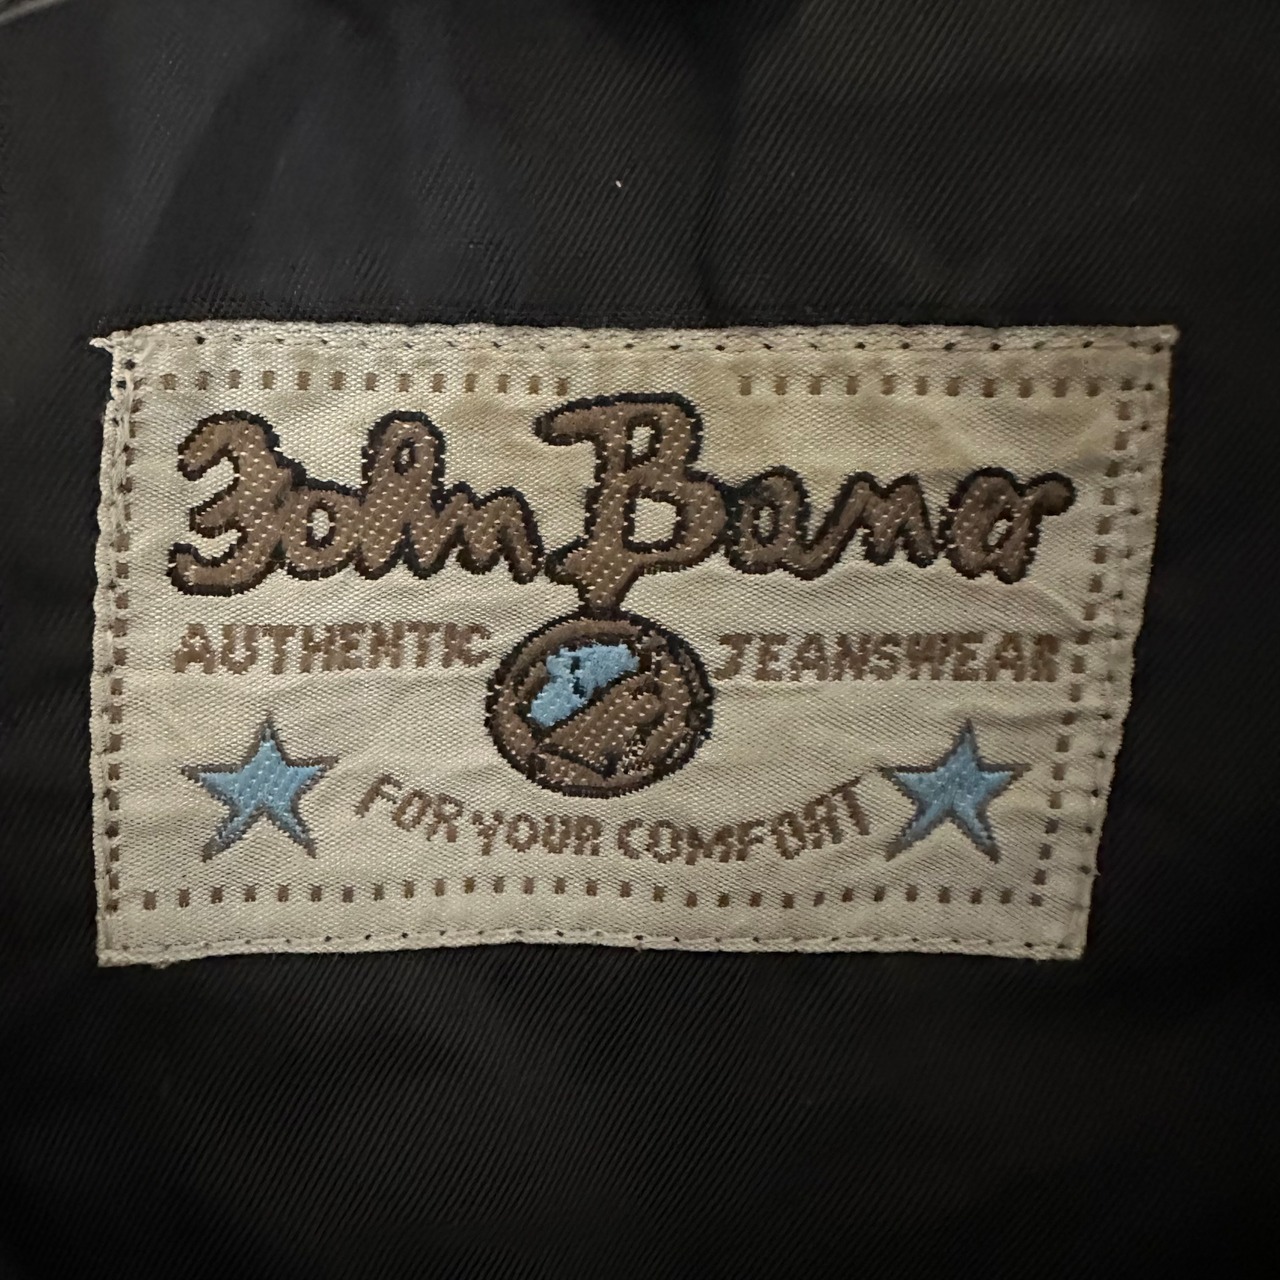 John Baner
AUTHENTIC JEANSWEAR
FOR YOUR COMFORT